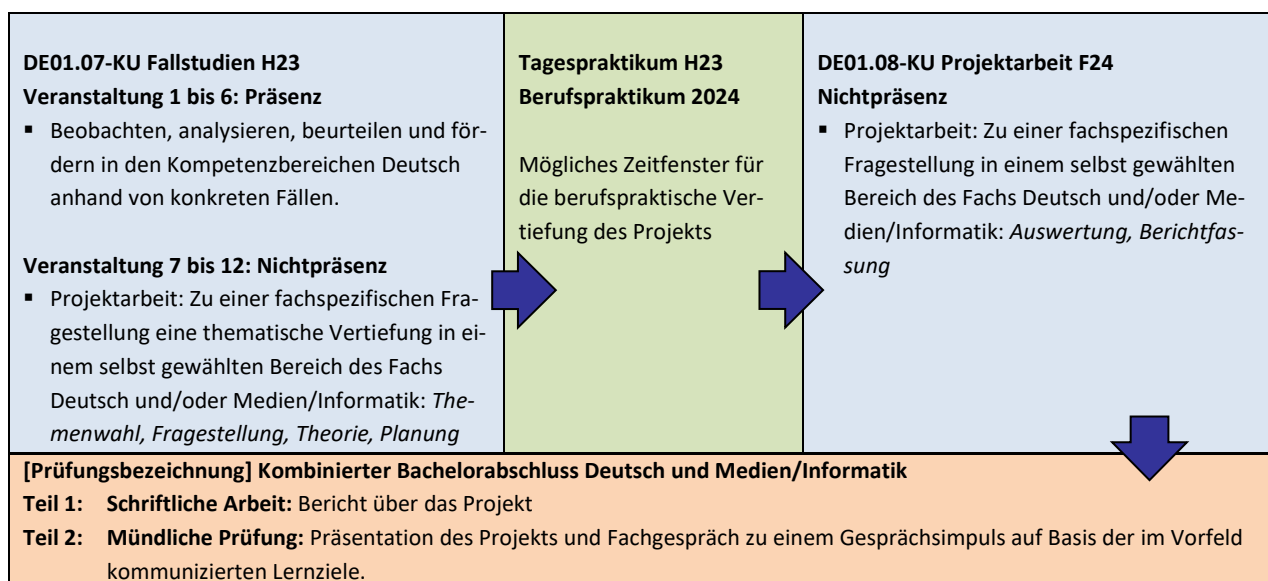 DE01.07-KU Fallstudien H23
Veranstaltung 1 bis 6: Präsenz
▪ Beobachten, analysieren, beurteilen und för-
dern in den Kompetenzbereichen Deutsch
anhand von konkreten Fällen.
Veranstaltung 7 bis 12: Nichtpräsenz
▪ Projektarbeit: Zu einer fachspezifischen Fra-
gestellung eine thematische Vertiefung in ei-
nem selbst gewählten Bereich des Fachs
Deutsch und/oder Medien/Informatik: The-
menwahl, Fragestellung, Theorie, Planung
Tagespraktikum H23
Berufspraktikum 2024
Mögliches Zeitfenster für
die berufspraktische Ver-
tiefung des Projekts
DE01.08-KU Projektarbeit F24
Nichtpräsenz
▪ Projektarbeit: Zu einer fachspezifischen
Fragestellung in einem selbst gewählten
Bereich des Fachs Deutsch und/oder Me-
dien/Informatik: Auswertung, Berichtfas-
sung
[Prüfungsbezeichnung] Kombinierter Bachelorabschluss Deutsch und Medien/Informatik
Teil 1: Schriftliche Arbeit: Bericht über das Projekt
Teil 2: Mündliche Prüfung: Präsentation des Projekts und Fachgespräch zu einem Gesprächsimpuls auf Basis der im Vorfeld
kommunizierten Lernziele.